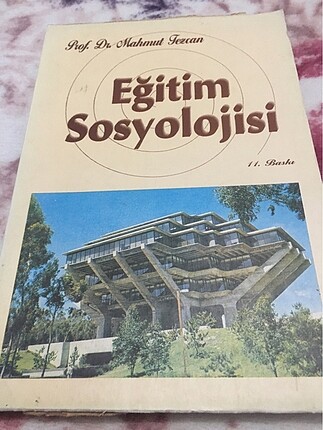 Prof. Dr. Mahmut Tezcan
Eğitim
Sosyolojisi
11. Baskı